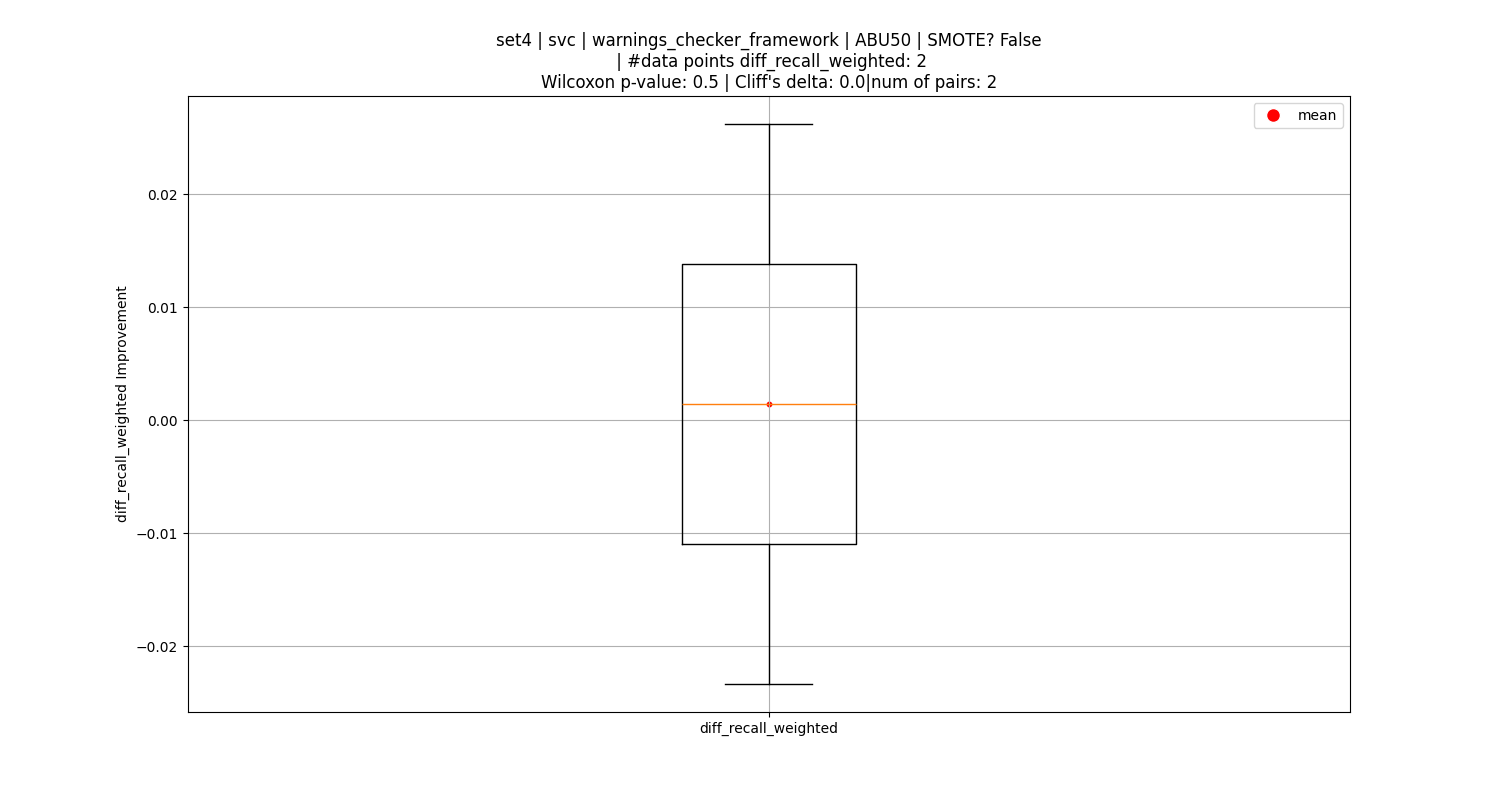 set4 | svc | warnings_checker_framework | ABU50 | SMOTE? False
| #data points diff_recall_weighted: 2
Wilcoxon p-value: 0.5 | Cliff's delta: 0.0|num of pairs: 2
mean
0.02
0.01
0.00
−0.01
−0.02
diff_recall_weighted Improvement
diff_recall_weighted